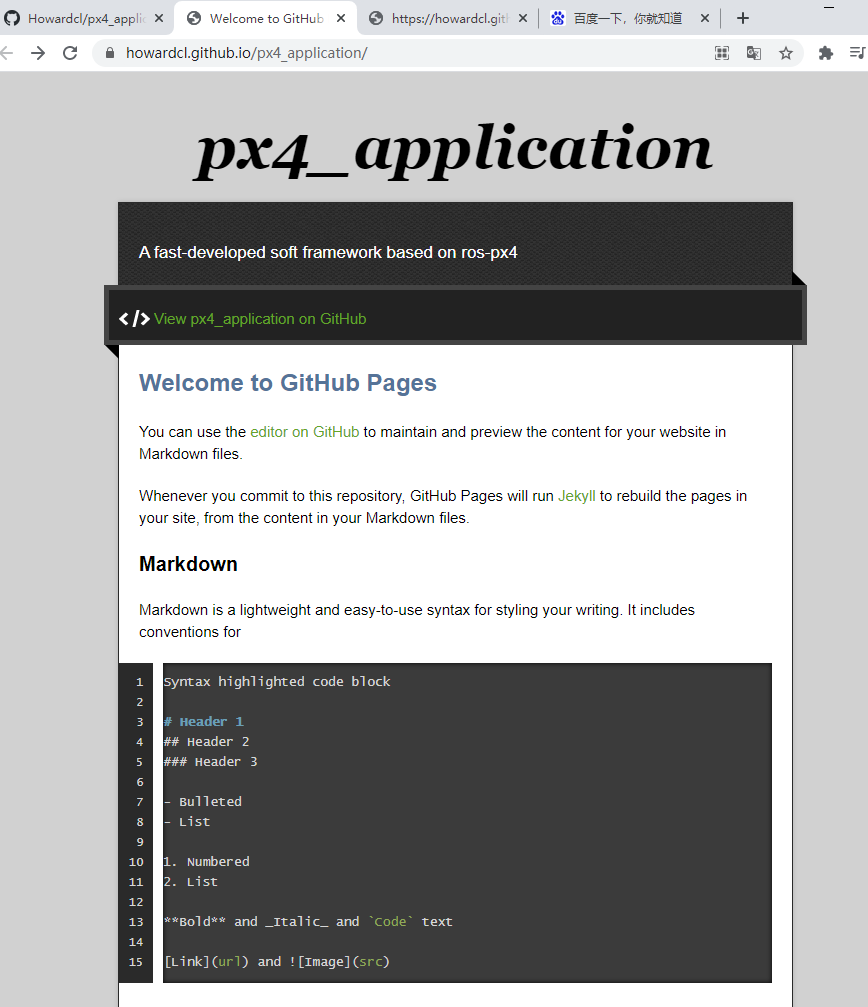 Howardcl/px4_applic
Welcome to GitHub
https://howardcl.gitl
百度一下，你就知道
howardcl.github.io/px4_application/
px4_application
A fast-developed soft framework based on ros-px4
</> View px4_application on GitHub
Welcome to GitHub Pages
You can use the editor on GitHub to maintain and preview the content for your website in
Markdown files.
Whenever you commit to this repository, GitHub Pages will run Jekyll to rebuild the pages in
your site, from the content in your Markdown files.
Markdown
Markdown is a lightweight and easy-to-use syntax for styling your writing. It includes
conventions for
1 Syntax highlighted code block
2
3 # Header 1
4 ## Header 2
5 ### Header 3
6
7 - Bulleted
8 - List
9
10 1. Numbered
11 2. List
12
13 **Bold** and _Italic_ and `Code` text
14
15 [Link](url) and ![Image](src)